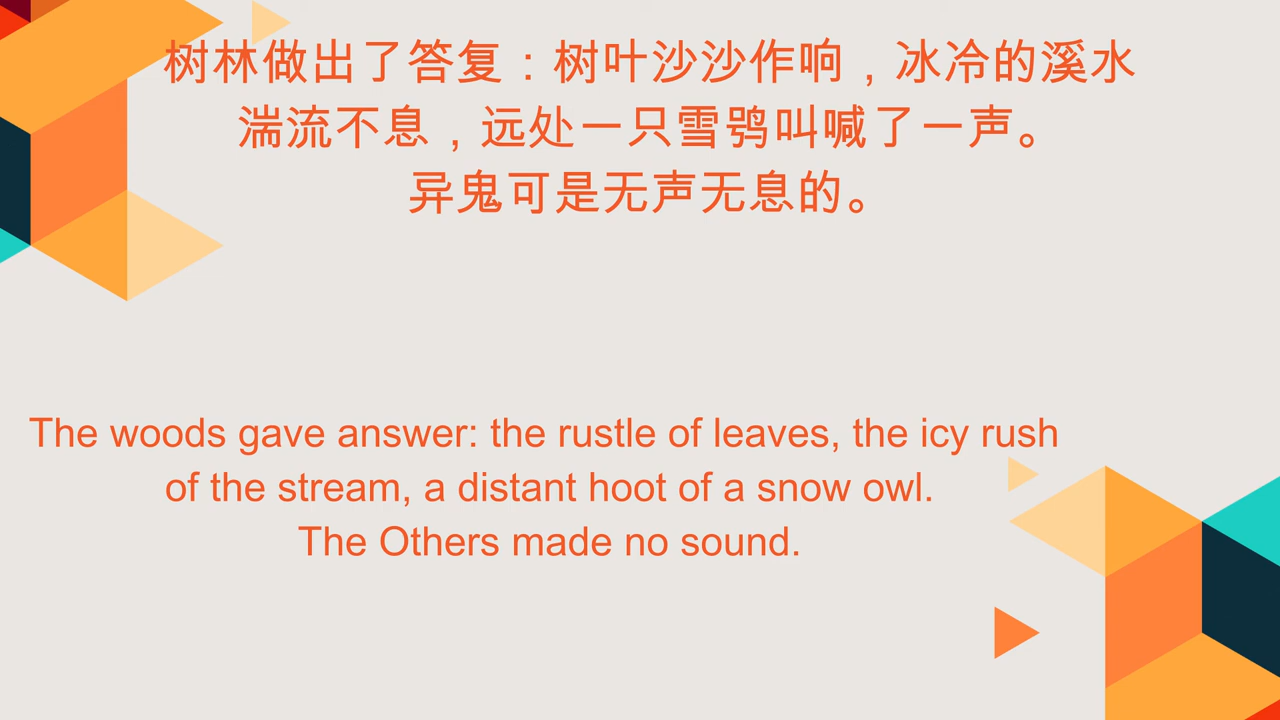 树林做出了答复：树叶沙沙作响，冰冷的溪水
湍流不息，远处一只雪鸮叫喊了一声。
异鬼可是无声无息的。
The woods gave answer: the rustle of leaves, the icy rush
of the stream, a distant hoot of a snow owl.
The Others made no sound.